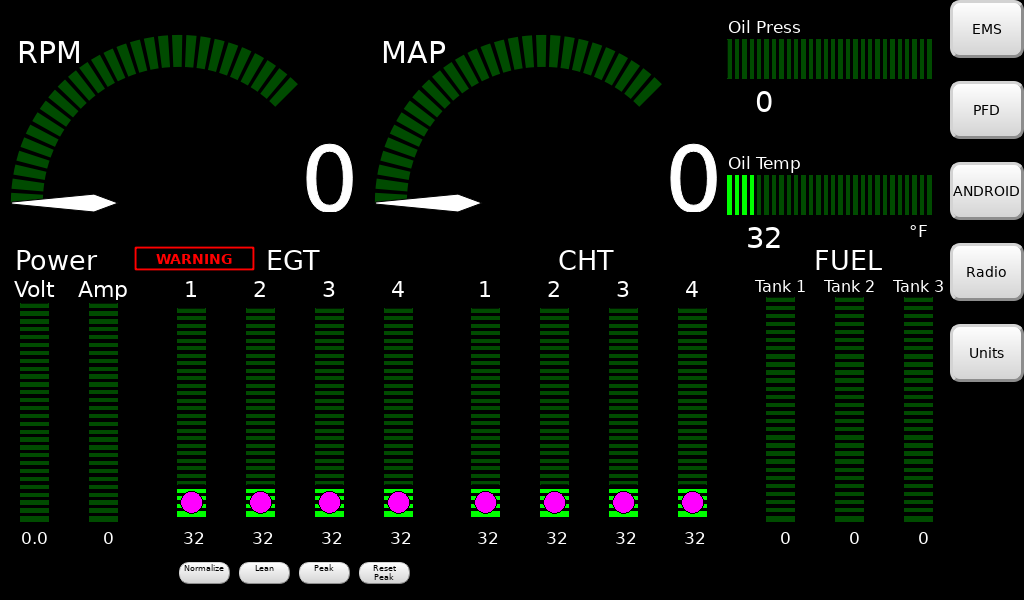 RPM
0
MAP
0
Oil Press
0
Oil Temp
32
°F
EMS
PFD
ANDROID
Radio
Units
Power
WARNING
EGT
CHT
FUEL
Volt Amp
1 2 3 4
1 2 3 4
Tank 1 Tank 2 Tank 3
0.0 0
32 32 32 32
32 32 32 32
0 0 0
Normalize
Lean
Peak
Reset
Peak